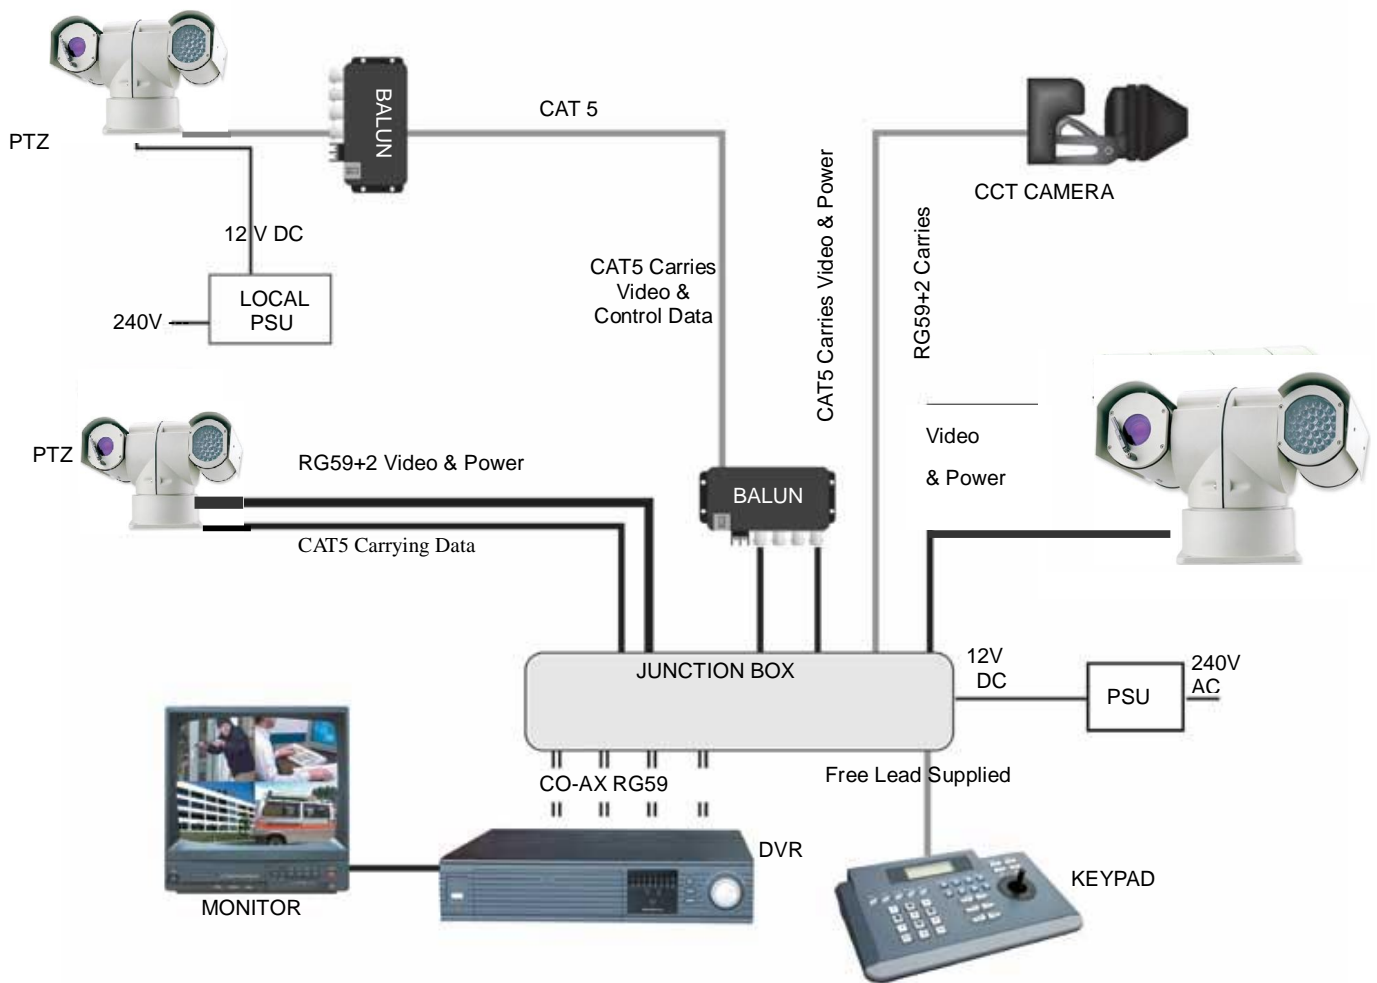 PTZ
BALUN
CAT 5
CCT CAMERA
12 V DC
LOCAL
PSU
240V
CAT5 Carries
Video &
Control Data
CAT5 Carries Video & Power
RG59+2 Carries
Video
& Power
PTZ
RG59+2 Video & Power
CAT5 Carrying Data
BALUN
JUNCTION BOX
12V
DC
PSU
240V
AC
CO-AX RG59
Free Lead Supplied
MONITOR
DVR
KEYPAD